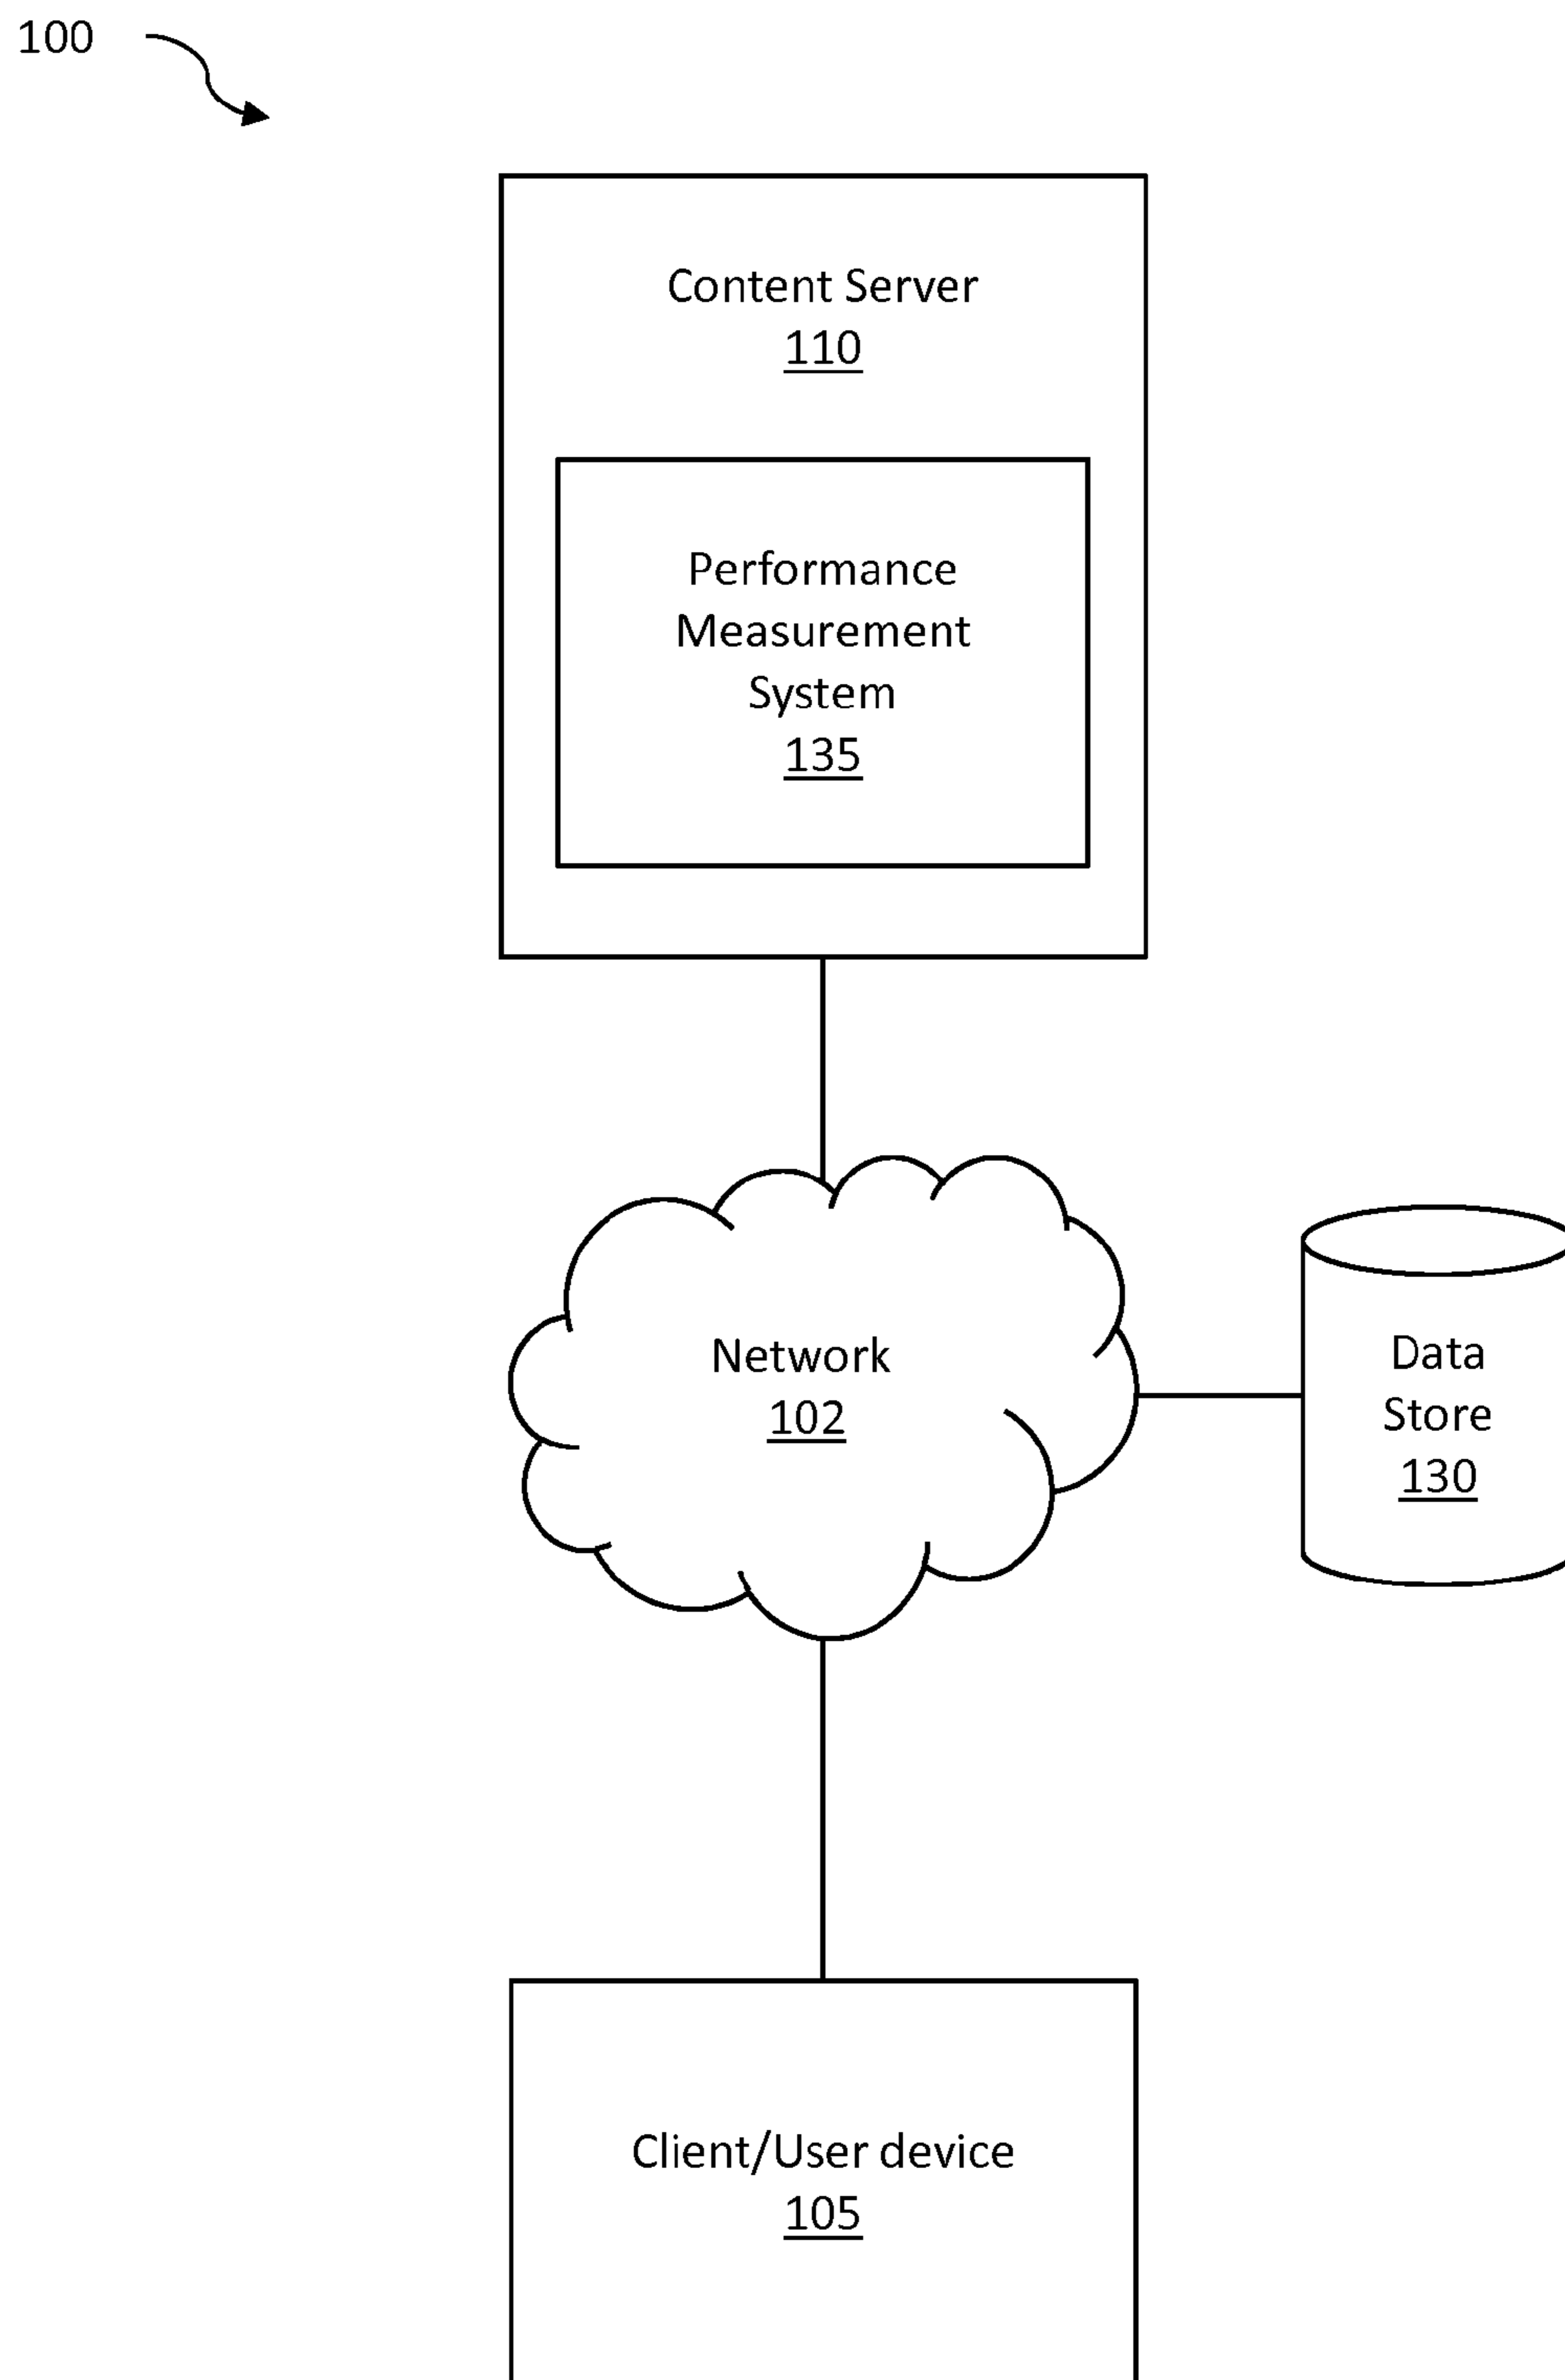 100
Content Server
110
Performance
Measurement
System
135
Network
102
Data
Store
130
Client/User device
105